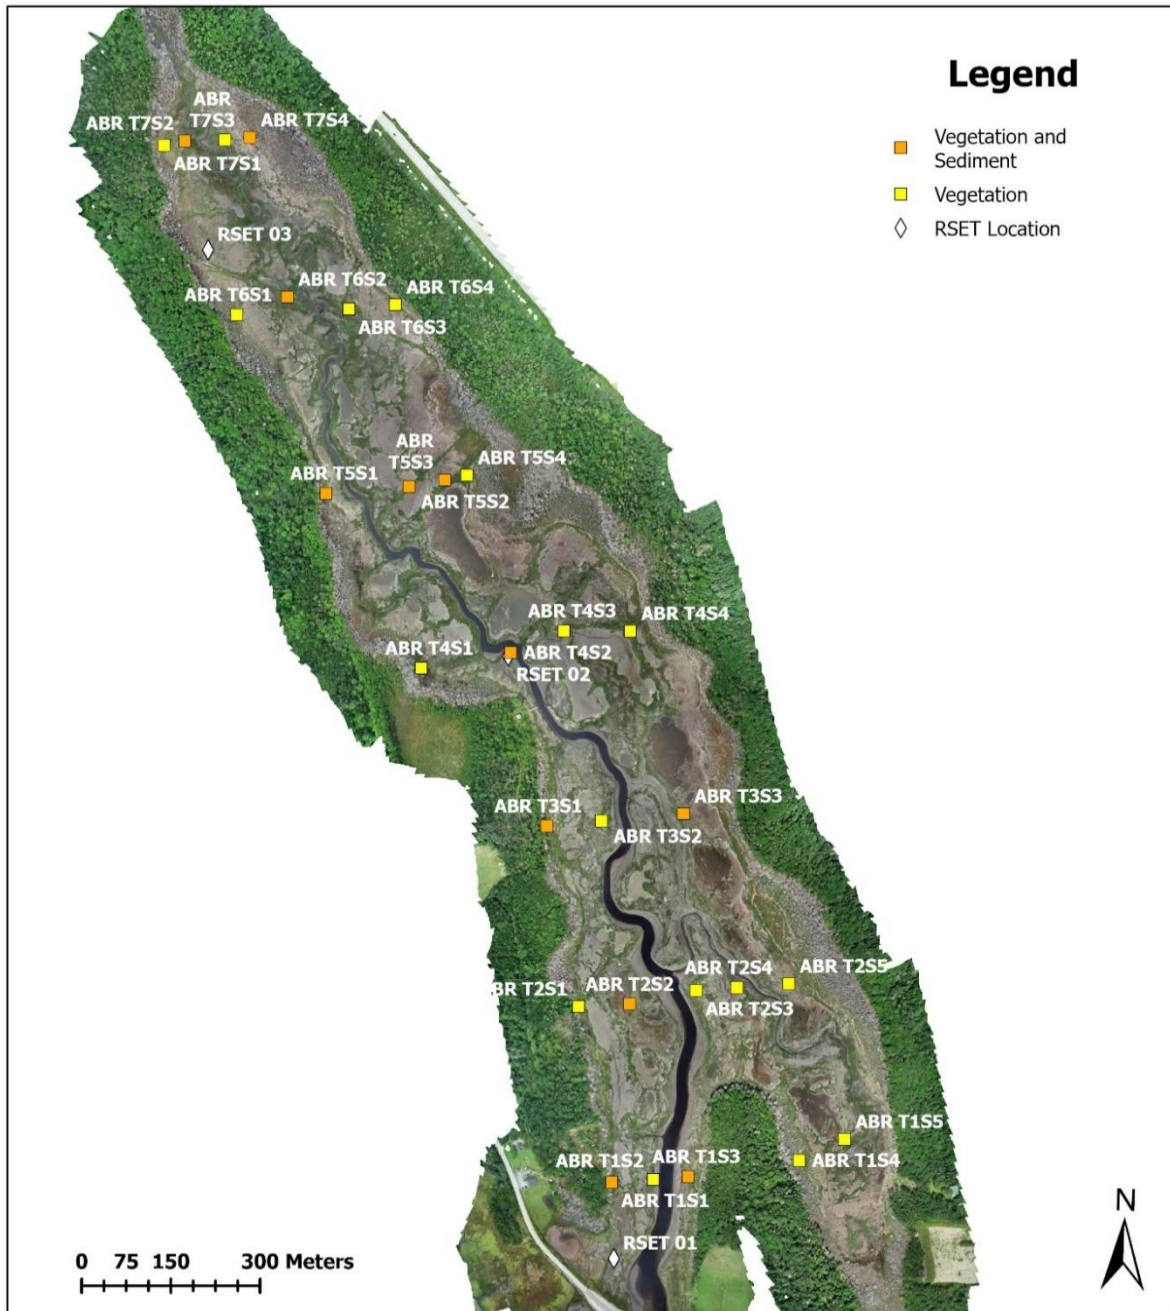 Legend
Vegetation and
Sediment
Vegetation
RSET Location
ABR
T7S3
ABR T7S2
ABR T7S4
ABR T7S1
RSET 03
ABR T6S2
ABR T6S1
ABR T6S4
ABR T6S3
ABR
T5S3
ABR T5S4
ABR T5S1
ABR T5S2
ABR T4S3
ABR T4S4
ABR T4S1
ABR T4S2
RSET 02
ABR T3S1
ABR T3S3
ABR T3S2
ABR T2S4
ABR T2S5
BR T2S1
ABR T2S2
ABR T2S3
ABR T1S5
ABR T1S2
ABR T1S3
ABR T1S4
ABR T1S1
RSET 01
N
0 75 150 300 Meters